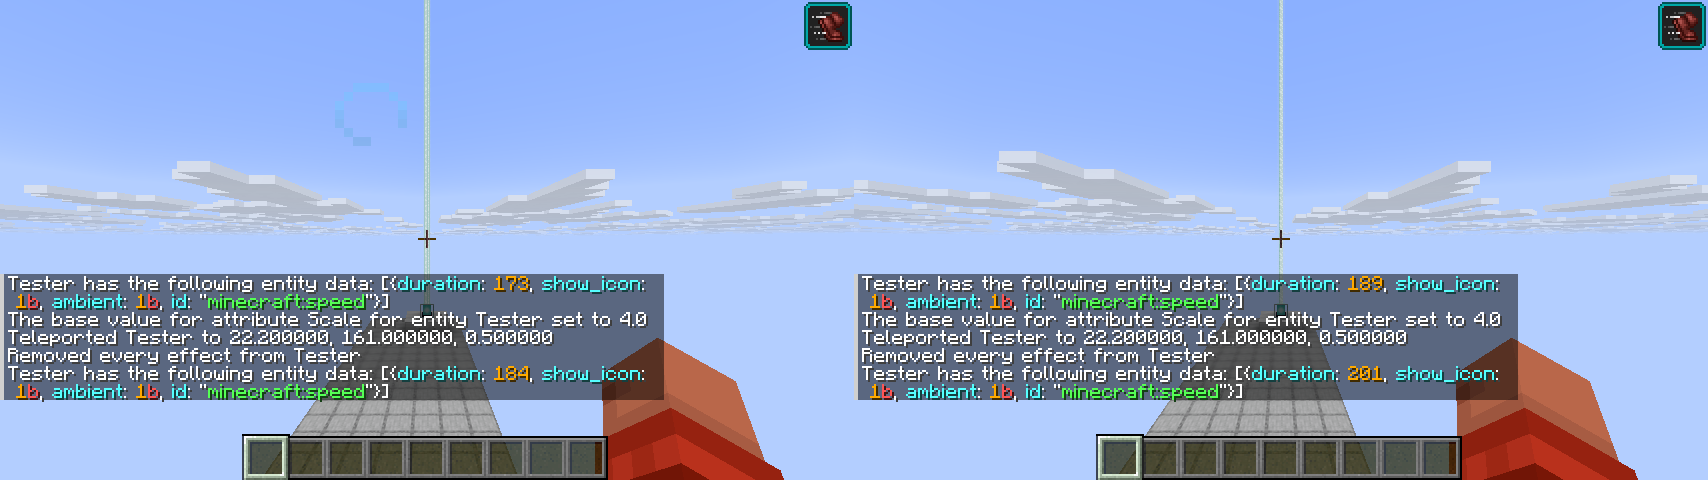 Tester has the following entity data: [{duration: 173, show_icon:
1b, ambient: 1b, id: "minecraft:speed"}]
The base value for attribute Scale for entity Tester set to 4.0
Teleported Tester to 22.200000, 161.000000, 0.500000
Removed every effect from Tester
Tester has the following entity data: [{duration: 184, show_icon:
1b, ambient: 1b, id: "minecraft:speed"}]
Tester has the following entity data: [{duration: 189, show_icon:
1b, ambient: 1b, id: "minecraft:speed"}]
The base value for attribute Scale for entity Tester set to 4.0
Teleported Tester to 22.200000, 161.000000, 0.500000
Removed every effect from Tester
Tester has the following entity data: [{duration: 201, show_icon:
1b, ambient: 1b, id: "minecraft:speed"}]